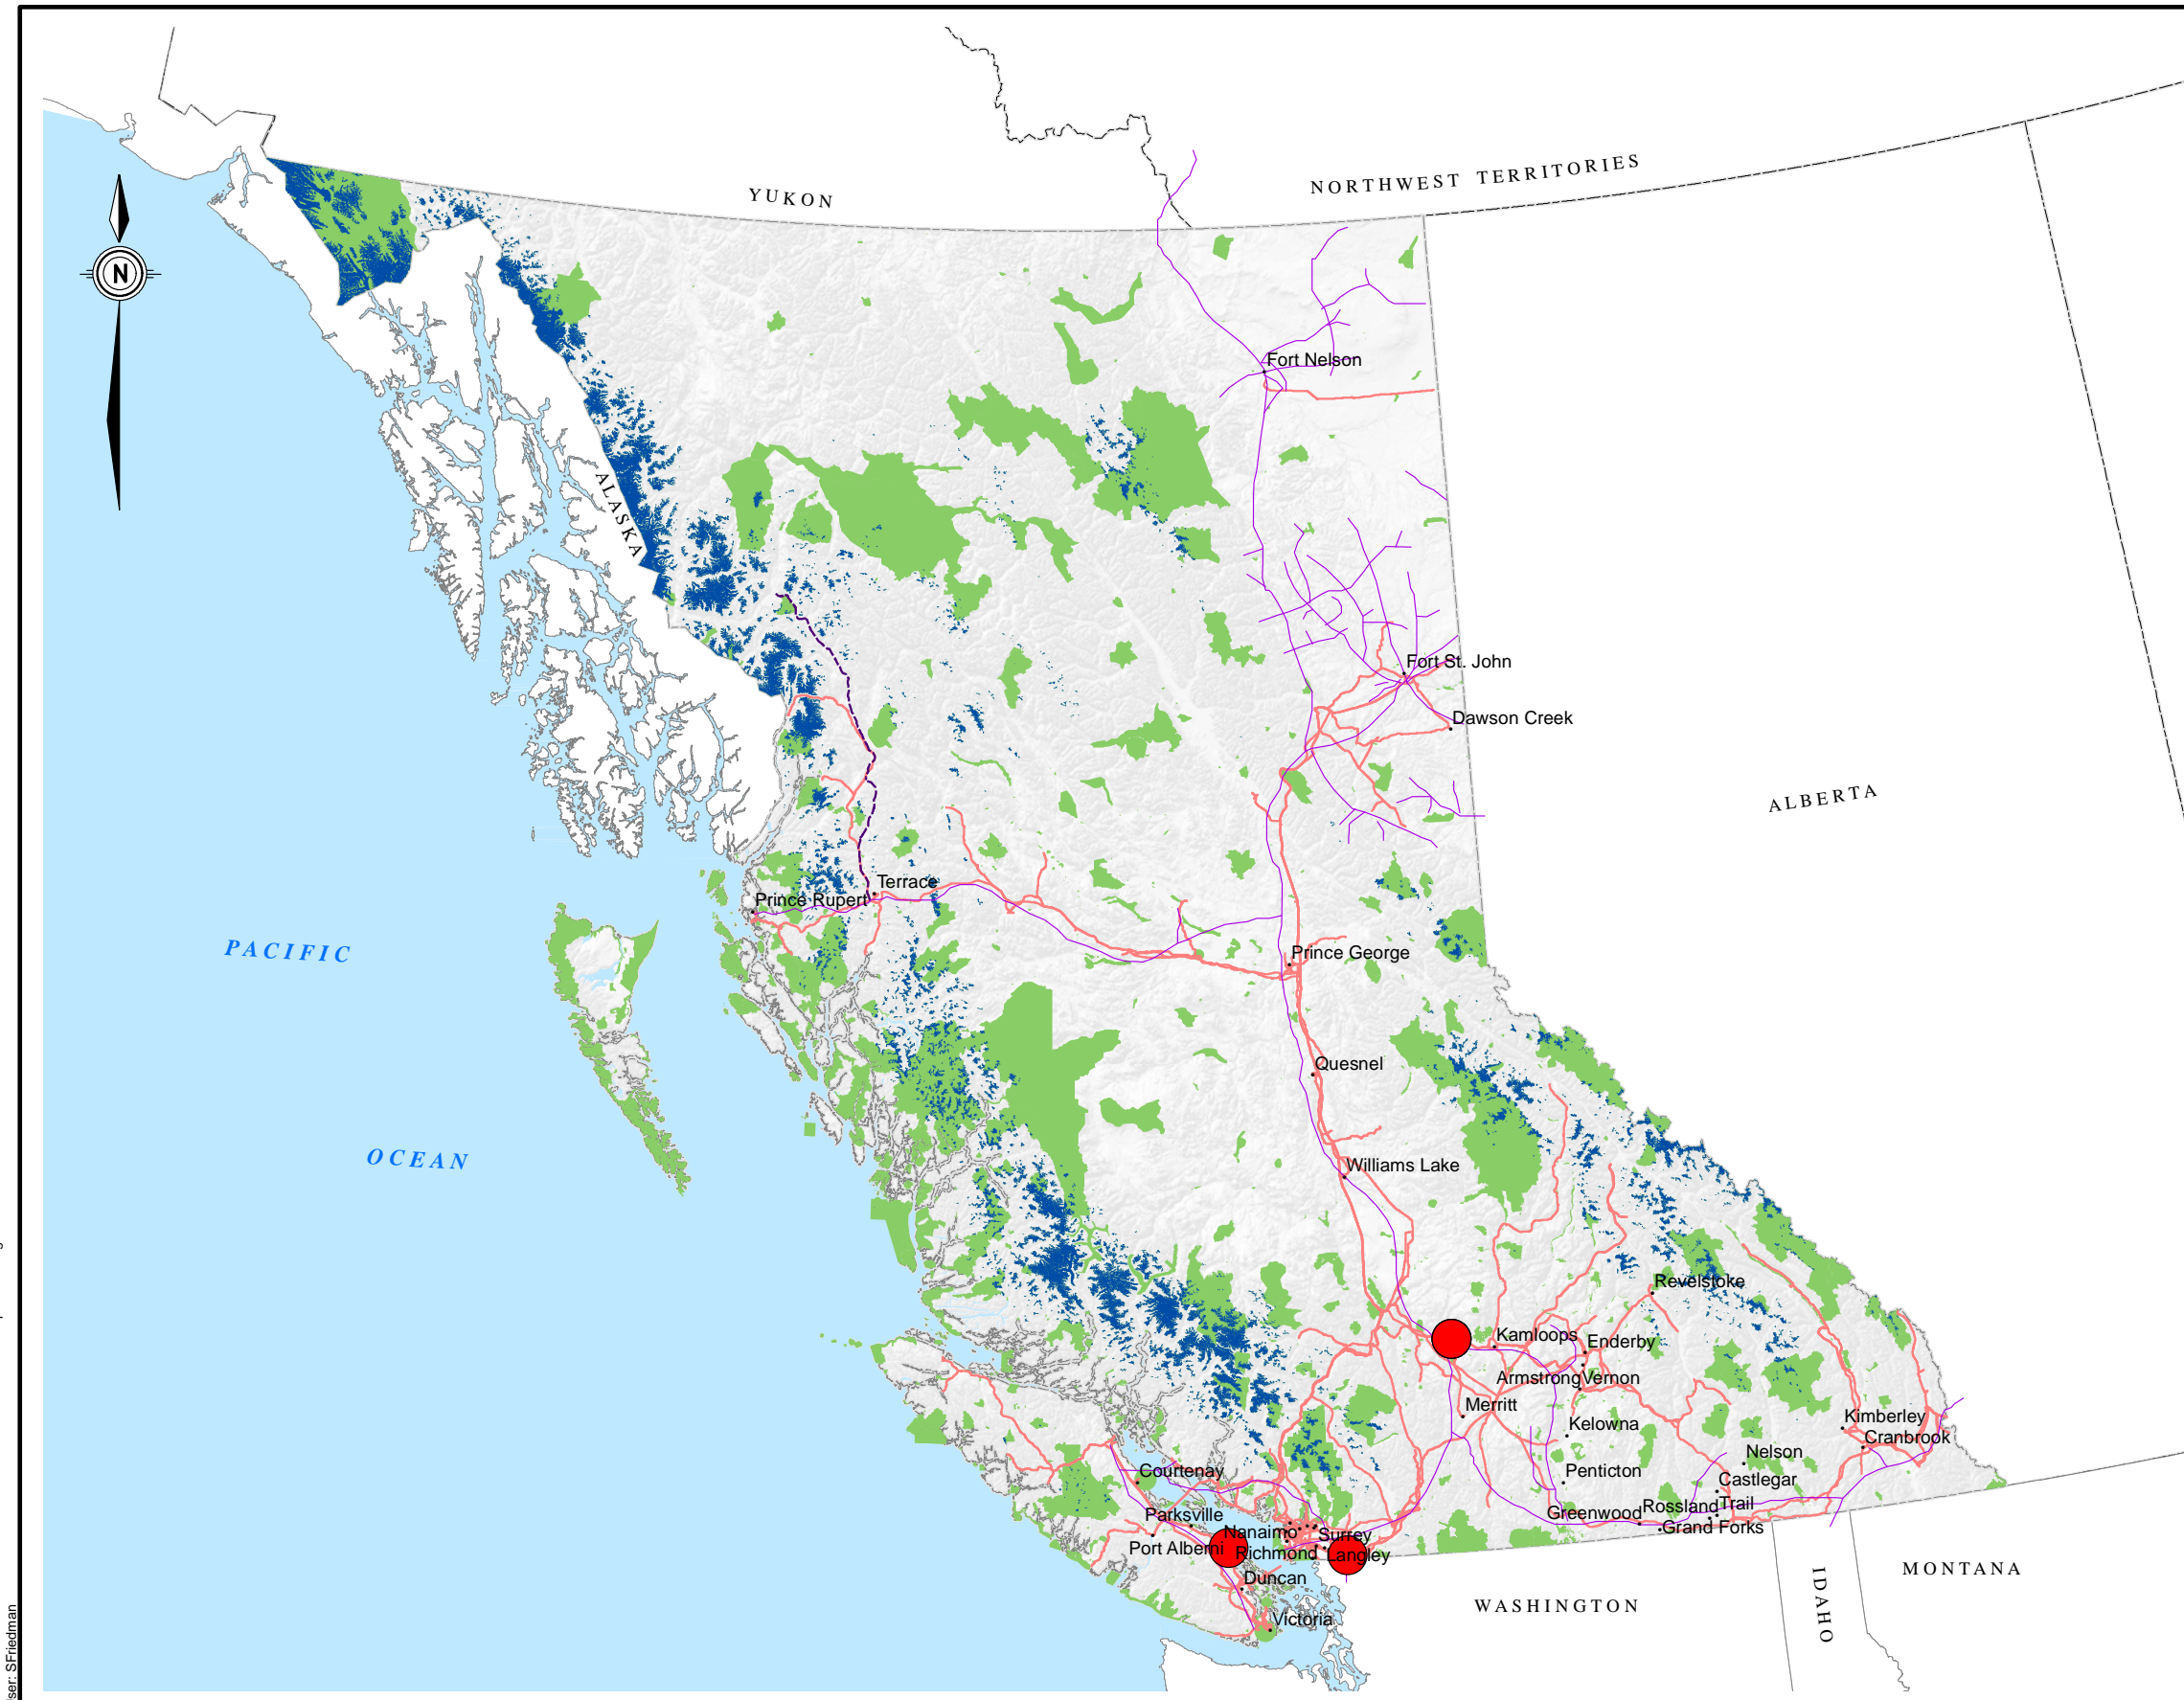 YUKON
NORTHWEST TERRITORIES
N
Fort Nelson
ALASKA
Fort St. John
Dawson Creek
ALBERTA
Terrace
Prince Rupert
PACIFIC
Prince George
Quesnel
OCEAN
Williams Lake
Revelstoke
Kamloops
Enderby
Armstrong
Vernon
Merritt
Kelowna
Kimberley
Cranbrook
Nelson
Courtenay
Penticton
Castlegar
Parksville
Greenwood
Rossland
Trail
Nanaimo
Surrey
Grand Forks
Port Alberni
Richmond
Langley
Duncan
MONTANA
WASHINGTON
IDAHO
Victoria
SFriedman